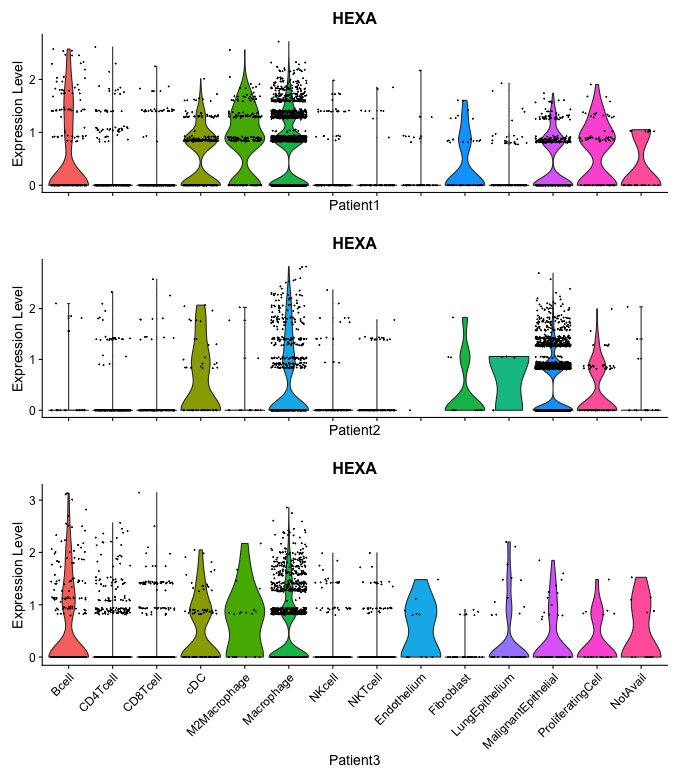 HEXA
Expression Level
2
1
0
Patient1
HEXA
Expression Level
2
1
0
Patient2
HEXA
Expression Level
3
2
1
0
Bcell
CD4Tcell
CD8Tcell
cDC
M2Macrophage
Macrophage
NKcell
NKTcell
Endothelium
Fibroblast
LungEpithelium
MalignantEpithelial
ProliferatingCell
NotAvail
Patient3